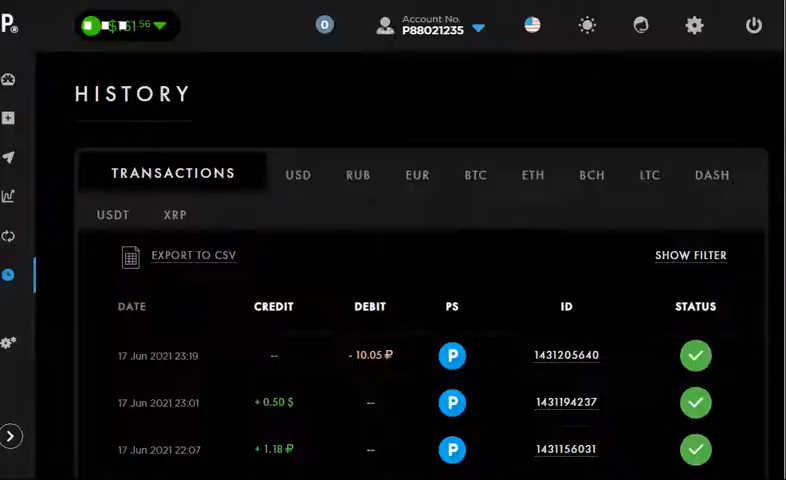 P®
0
Account No.
P88021235
HISTORY
TRANSACTIONS USD RUB EUR BTC ETH BCH LTC DASH
USDT XRP
EXPORT TO CSV SHOW FILTER
DATE CREDIT DEBIT PS ID STATUS
17 Jun 2021 23:19 -- - 10.05 ₽ P 1431205640
17 Jun 2021 23:01 + 0.50 $ -- P 1431194237
17 Jun 2021 22:07 + 1.18 ₽ -- P 1431156031